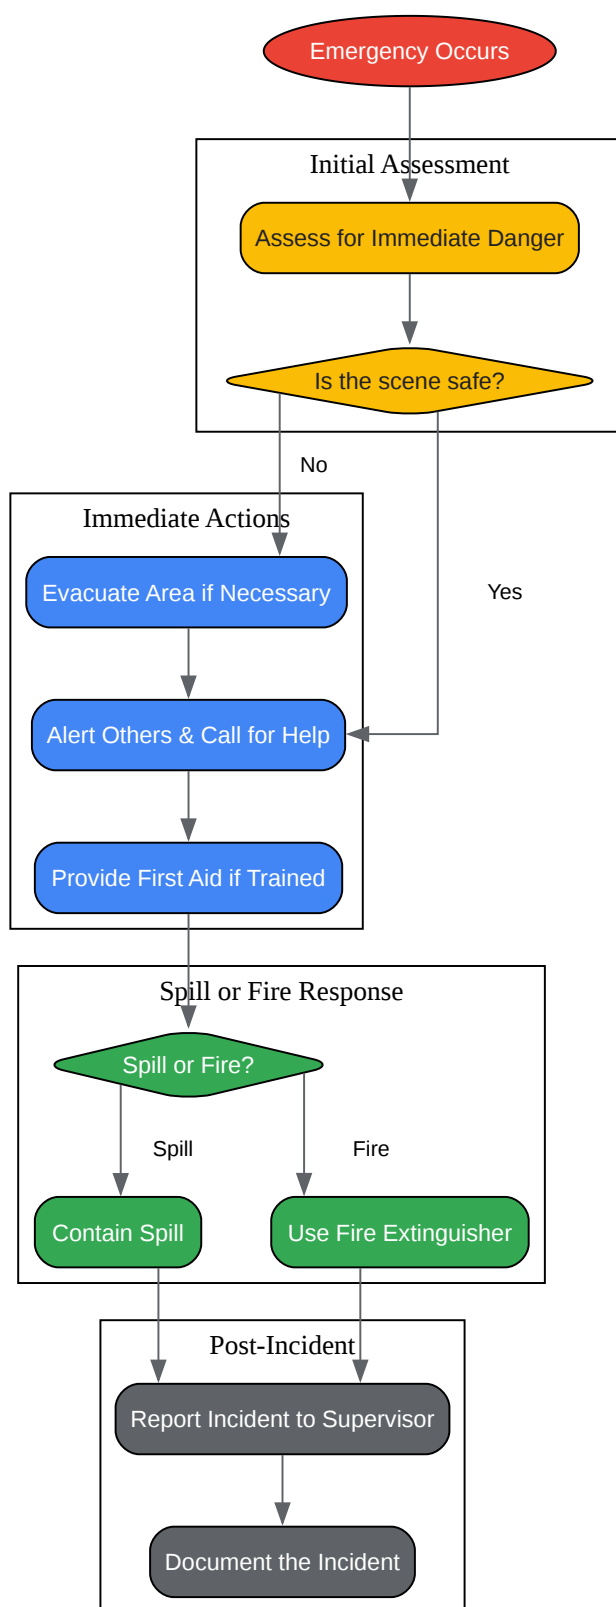 Emergency Occurs
Initial Assessment
Assess for Immediate Danger
Is the scene safe?
No
Immediate Actions
Evacuate Area if Necessary
Yes
Alert Others & Call for Help
Provide First Aid if Trained
Spill or Fire Response
Spill or Fire?
Spill
Fire
Contain Spill
Use Fire Extinguisher
Post-Incident
Report Incident to Supervisor
Document the Incident